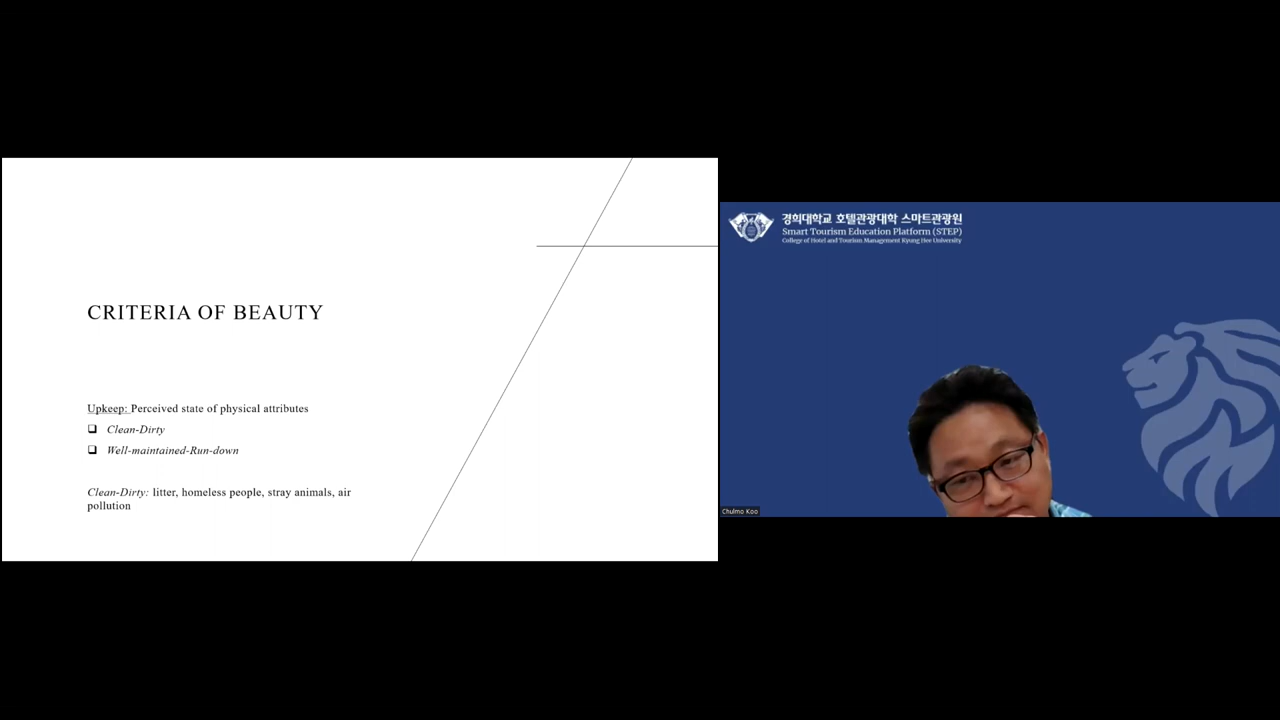 CRITERIA OF BEAUTY
Upkeep: Perceived state of physical attributes
Clean-Dirty
Well-maintained-Run-down
Clean-Dirty: litter, homeless people, stray animals, air
pollution
경희대학교 호텔관광대학 스마트관광원
Smart Tourism Education Platform (STEP)
College of Hotel and Tourism Management Kyung Hee University
Chulmo Koo